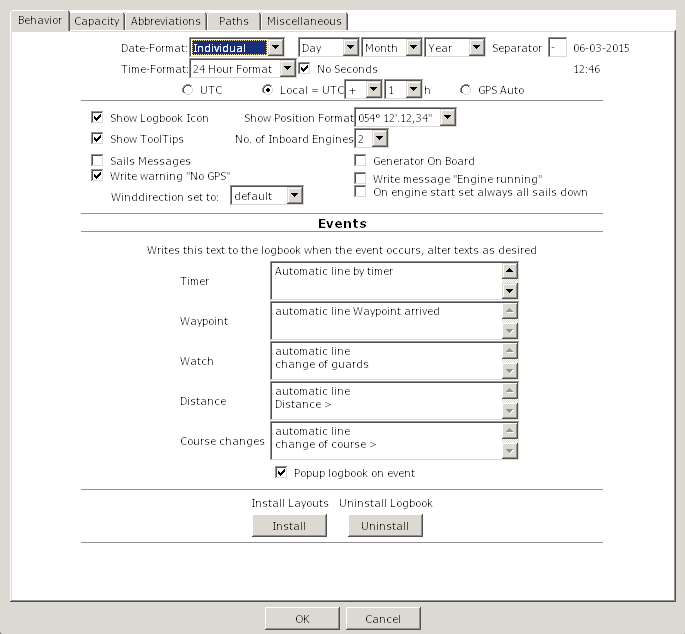 Behavior Capacity Abbreviations Paths Miscellaneous
Date-Format: Individual Day Month Year Separator - 06-03-2015
Time-Format: 24 Hour Format No Seconds 12:46
UTC Local = UTC + 1 h GPS Auto
Show Logbook Icon Show Position Format 054° 12'.12,34"
Show ToolTips No. of Inboard Engines 2
Sails Messages Generator On Board
Write warning "No GPS" Write message "Engine running"
Winddirection set to: default On engine start set always all sails down
Events
Writes this text to the logbook when the event occurs, alter texts as desired
Timer Automatic line by timer
Waypoint automatic line Waypoint arrived
Watch automatic line
change of guards
Distance automatic line
Distance >
Course changes automatic line
change of course >
Popup logbook on event
Install Layouts Uninstall Logbook
Install Uninstall
OK Cancel